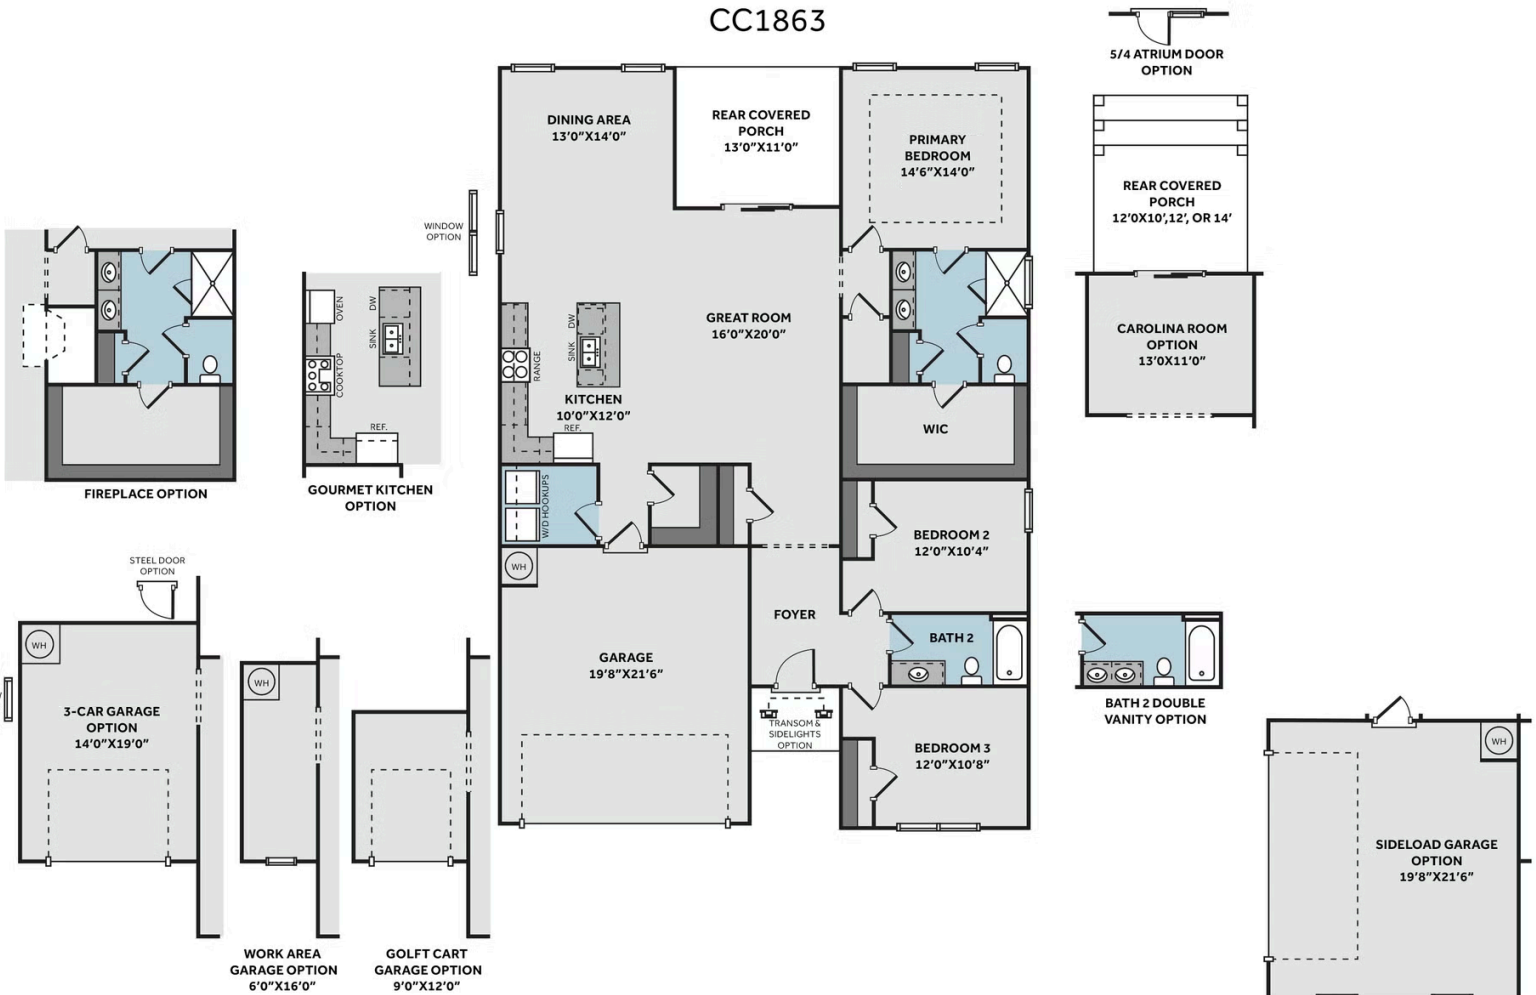 CC1863
5/4 ATRIUM DOOR
OPTION
DINING AREA
13'0"X14'0"
REAR COVERED
PORCH
13'0"X11'0"
PRIMARY
BEDROOM
14'6"X14'0"
REAR COVERED
PORCH
12'0X10',12', OR 14'
WINDOW
OPTION
OVEN
COOKTOP
DW
SINK
REF.
FIREPLACE OPTION
GOURMET KITCHEN
OPTION
RANGE
DW
SINK
KITCHEN
10'0"X12'0"
REF.
GREAT ROOM
16'0"X20'0"
CAROLINA ROOM
OPTION
13'0X11'0"
WIC
W/D HOOKUPS
BEDROOM 2
12'0"X10'4"
STEEL DOOR
OPTION
WH
WH
WH
FOYER
BATH 2
GARAGE
19'8"X21'6"
3-CAR GARAGE
OPTION
14'0"X19'0"
TRANSOM &
SIDELIGHTS
OPTION
BEDROOM 3
12'0"X10'8"
BATH 2 DOUBLE
VANITY OPTION
WH
SIDELOAD GARAGE
OPTION
19'8"X21'6"
WORK AREA
GARAGE OPTION
6'0"X16'0"
GOLFT CART
GARAGE OPTION
9'0"X12'0"